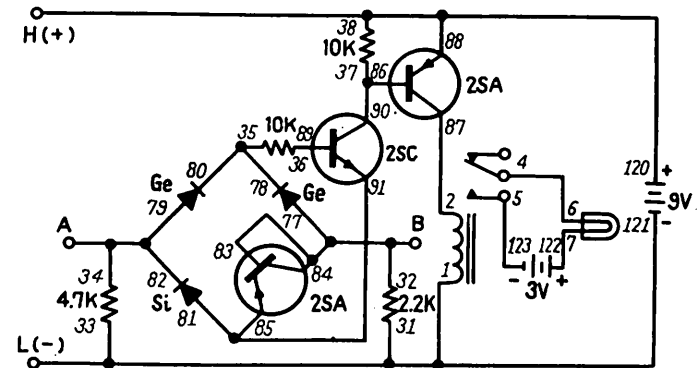 H(+)
38
10K
37
86
88
2SA
87
90
10K
35
89
36
2SC
91
80
Ge
79
78
Ge
77
A
B
83
84
82
Si
81
2SA
85
34
4.7K
33
32
2.2K
31
2
1
4
5
6
7
123
122
-
+
3V
120
+
9V
121
-
L(-)